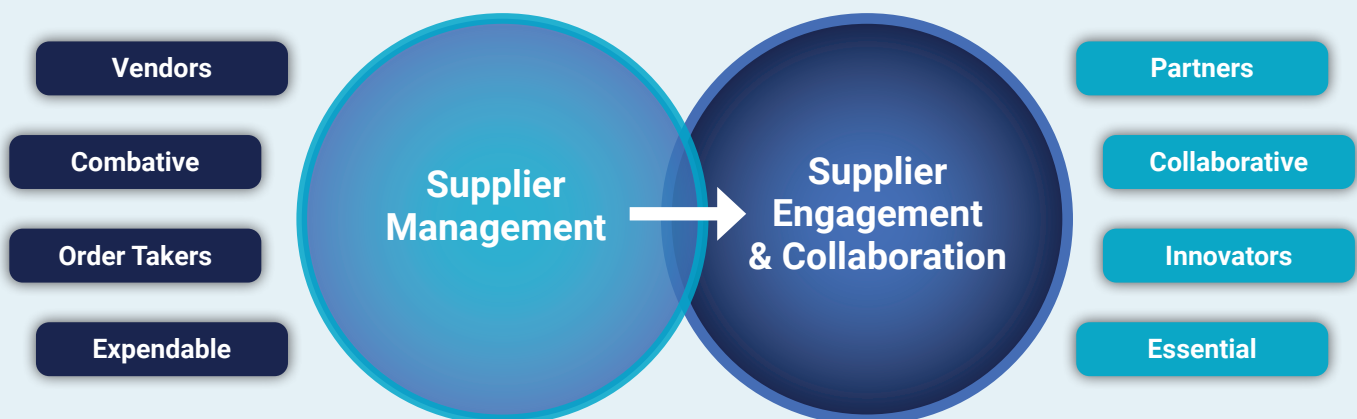 Vendors
Combative
Order Takers
Expendable
Supplier
Management
Supplier
Engagement
& Collaboration
Partners
Collaborative
Innovators
Essential